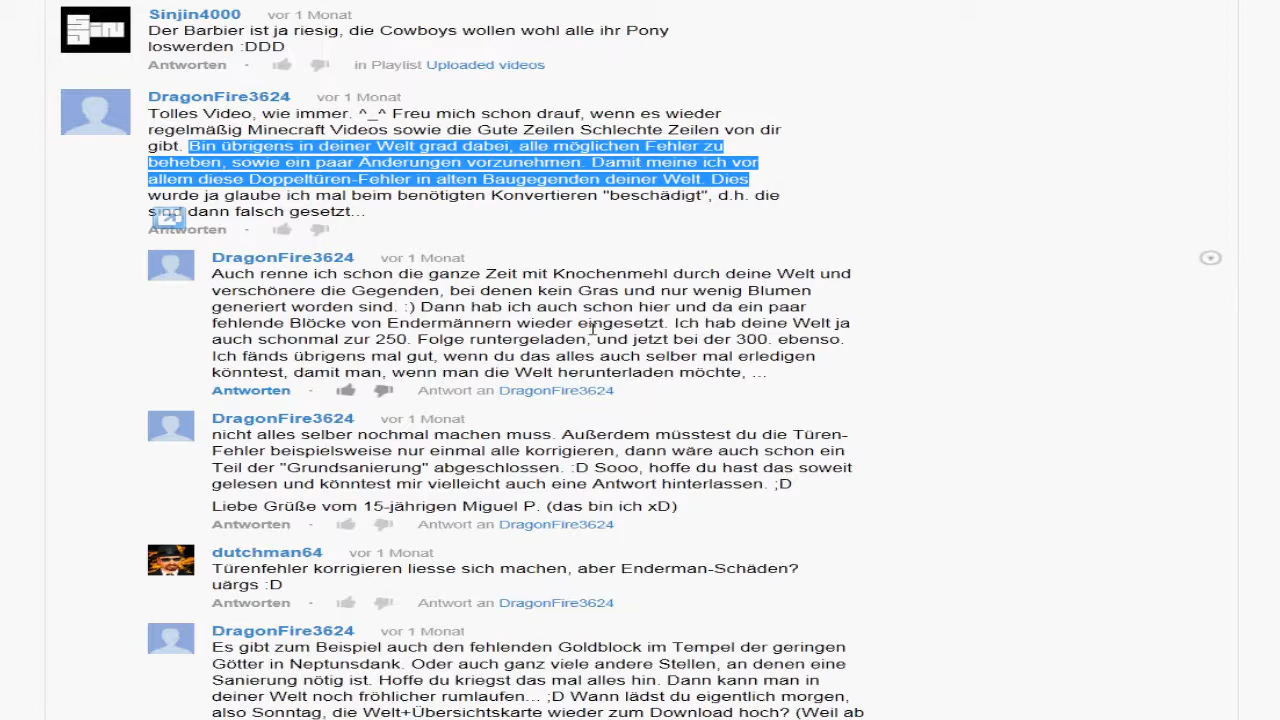 Sinjin4000 vor 1 Monat
Der Barbier ist ja riesig, die Cowboys wollen wohl alle ihr Pony
loswerden :DDD
Antworten · in Playlist Uploaded videos
DragonFire3624 vor 1 Monat
Tolles Video, wie immer. ^_^ Freu mich schon drauf, wenn es wieder
regelmäßig Minecraft Videos sowie die Gute Zeilen Schlechte Zeilen von dir
gibt. Bin übrigens in deiner Welt grad dabei, alle möglichen Fehler zu
beheben, sowie ein paar Änderungen vorzunehmen. Damit meine ich vor
allem diese Doppeltüren-Fehler in alten Baugegenden deiner Welt. Dies
wurde ja glaube ich mal beim benötigten Konvertieren "beschädigt", d.h. die
sind dann falsch gesetzt...
Antworten ·
DragonFire3624 vor 1 Monat
Auch renne ich schon die ganze Zeit mit Knochenmehl durch deine Welt und
verschönere die Gegenden, bei denen kein Gras und nur wenig Blumen
generiert worden sind. :) Dann hab ich auch schon hier und da ein paar
fehlende Blöcke von Endermännern wieder eingesetzt. Ich hab deine Welt ja
auch schonmal zur 250. Folge runtergeladen, und jetzt bei der 300. ebenso.
Ich fänds übrigens mal gut, wenn du das alles auch selber mal erledigen
könntest, damit man, wenn man die Welt herunterladen möchte, ...
Antworten · Antwort an DragonFire3624
DragonFire3624 vor 1 Monat
nicht alles selber nochmal machen muss. Außerdem müsstest du die Türen-
Fehler beispielsweise nur einmal alle korrigieren, dann wäre auch schon ein
Teil der "Grundsanierung" abgeschlossen. :D Sooo, hoffe du hast das soweit
gelesen und könntest mir vielleicht auch eine Antwort hinterlassen. ;D
Liebe Grüße vom 15-jährigen Miguel P. (das bin ich xD)
Antworten · Antwort an DragonFire3624
dutchman64 vor 1 Monat
Türenfehler korrigieren liesse sich machen, aber Enderman-Schäden?
uärgs :D
Antworten · Antwort an DragonFire3624
DragonFire3624 vor 1 Monat
Es gibt zum Beispiel auch den fehlenden Goldblock im Tempel der geringen
Götter in Neptunsdank. Oder auch ganz viele andere Stellen, an denen eine
Sanierung nötig ist. Hoffe du kriegst das mal alles hin. Dann kann man in
deiner Welt noch fröhlicher rumlaufen... ;D Wann lädst du eigentlich morgen,
also Sonntag, die Welt+Übersichtskarte wieder zum Download hoch? (Weil ab